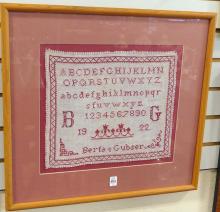 ABCDEFGHIJKLMN
OPQRSTUVWXYZ
abcdefghijklmnopqr
stuvwxyz
1234567890
B G
19 22
Berta Gubser